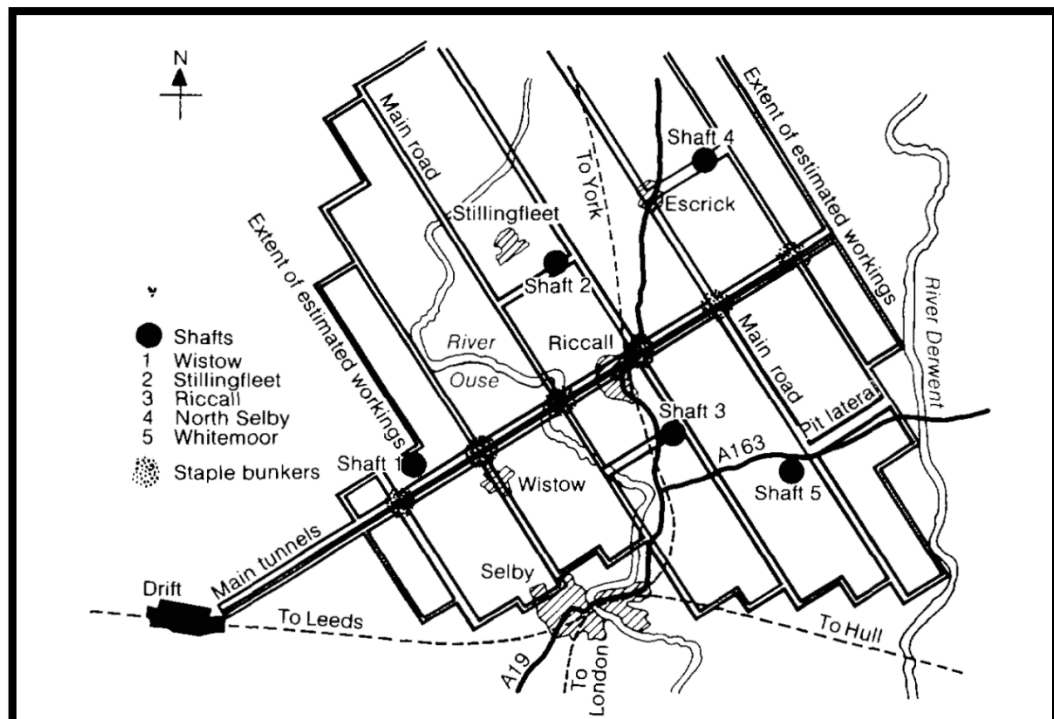 N
Main road
Extent of estimated workings
Shaft 4
To York
Escrick
Stillingfleet
Shaft 2
Extent of estimated workings
River Derwent
Shafts
1 Wistow
2 Stillingfleet
3 Riccall
4 North Selby
5 Whitemoor
Staple bunkers
River
Ouse
Riccall
Main road
Pit lateral
Shaft 3
A163
Shaft 1
Wistow
Shaft 5
Main tunnels
Selby
Drift
To Leeds
To Hull
A19
To
London